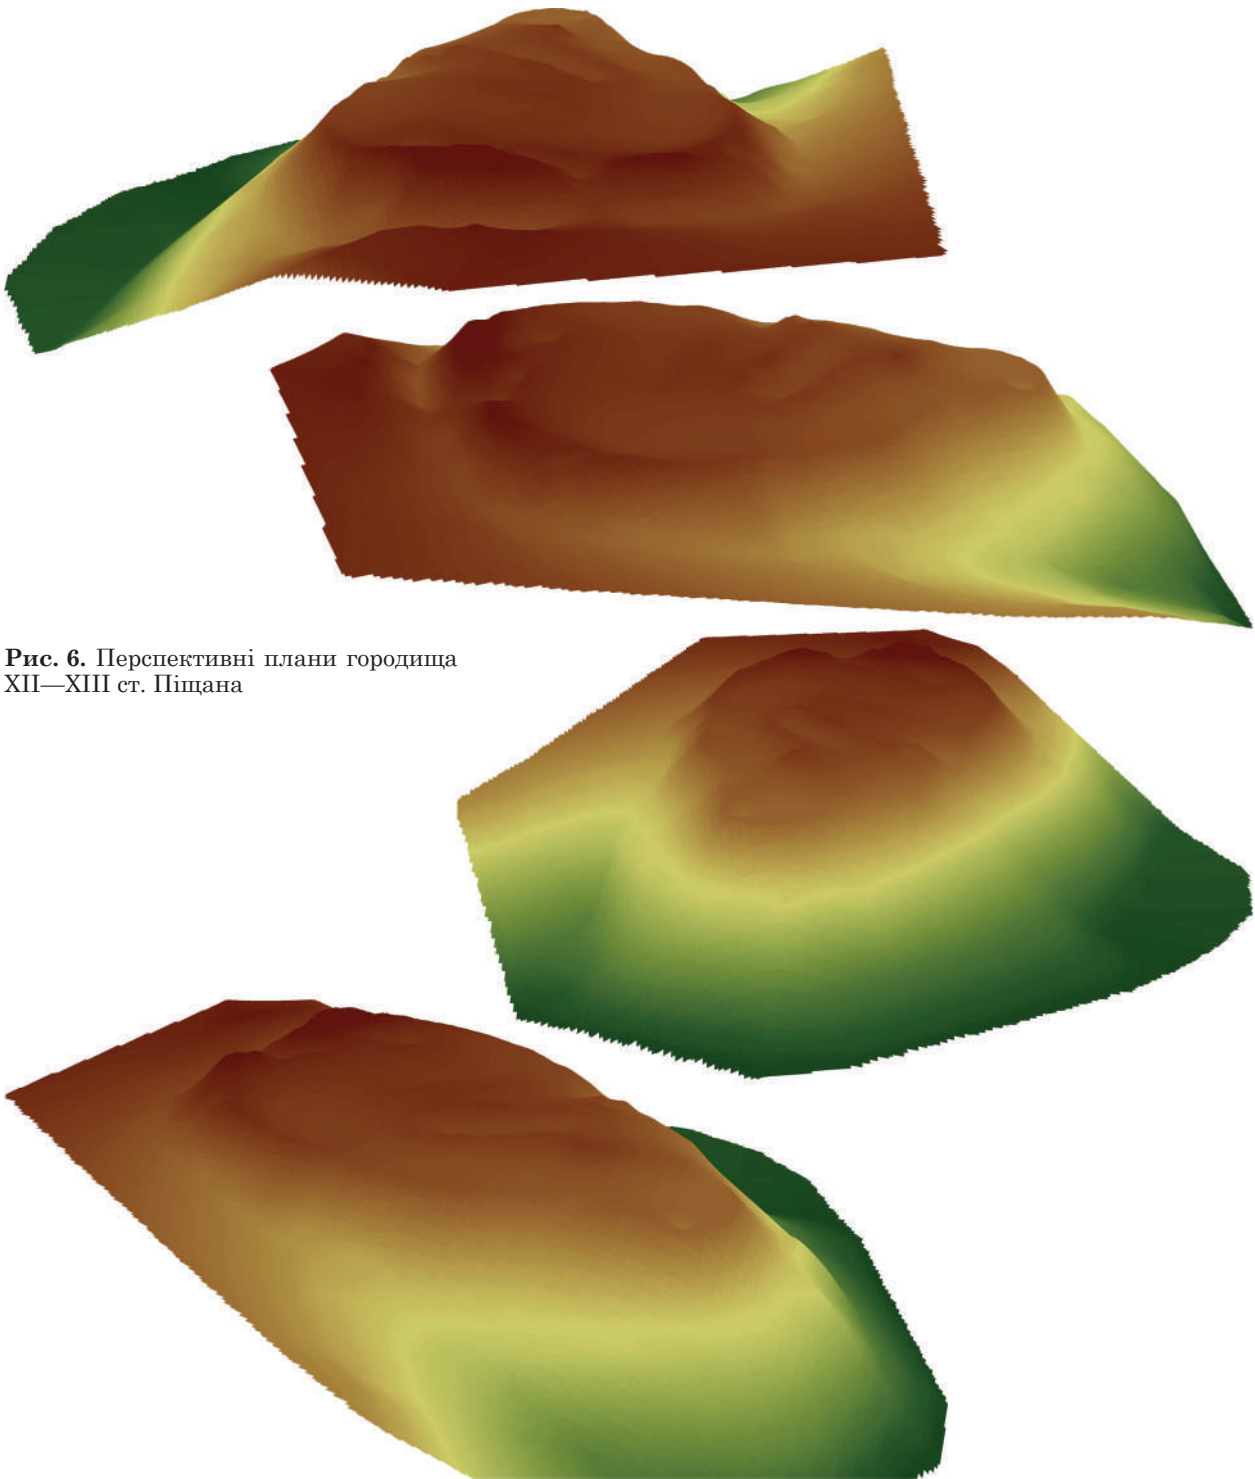 Рис. 6. Перспективні плани городища
XII—XIII ст. Піщана